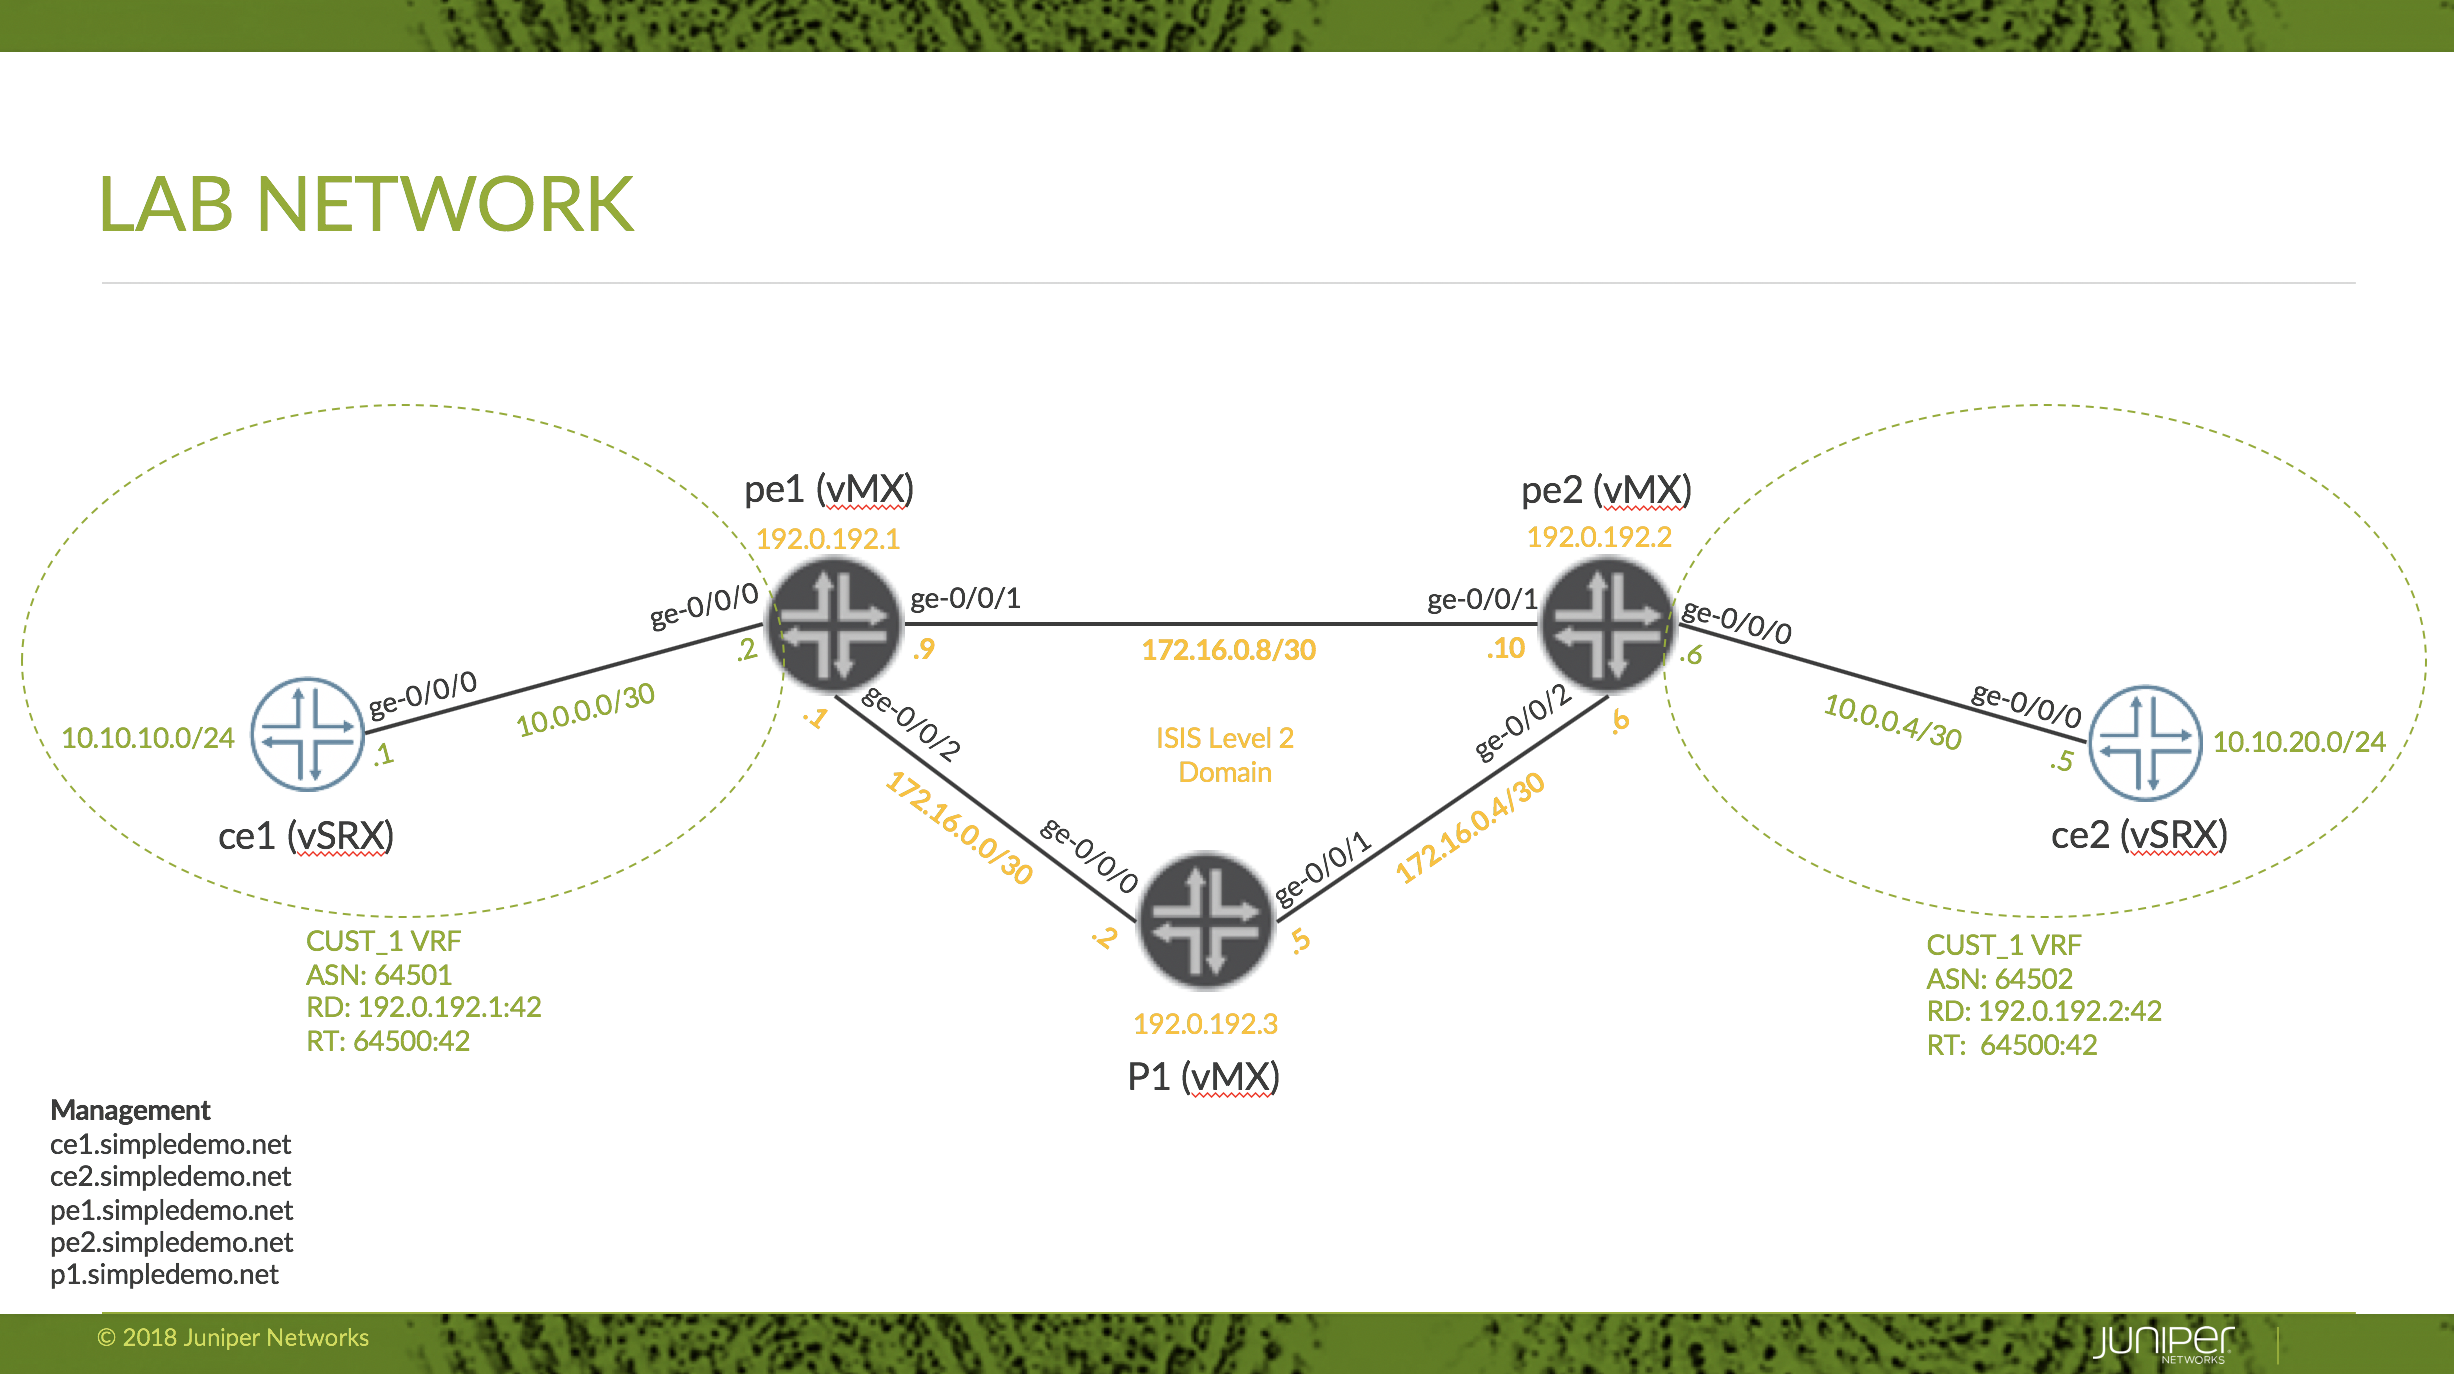 LAB NETWORK
pe1 (vMX)
192.0.192.1
pe2 (vMX)
192.0.192.2
ge-0/0/0
.2
ge-0/0/1
.9
172.16.0.8/30
ge-0/0/1
.10
ge-0/0/0
.6
10.10.10.0/24
ge-0/0/0
.1
10.0.0.0/30
ce1 (vSRX)
.1
ge-0/0/2
172.16.0.0/30
ge-0/0/0
.2
ISIS Level 2
Domain
ge-0/0/2
.6
172.16.0.4/30
ge-0/0/1
.5
10.0.0.4/30
ge-0/0/0
.5
10.10.20.0/24
ce2 (vSRX)
192.0.192.3
P1 (vMX)
CUST_1 VRF
ASN: 64501
RD: 192.0.192.1:42
RT: 64500:42
CUST_1 VRF
ASN: 64502
RD: 192.0.192.2:42
RT:  64500:42
Management
ce1.simpledemo.net
ce2.simpledemo.net
pe1.simpledemo.net
pe2.simpledemo.net
p1.simpledemo.net
© 2018 Juniper Networks
JUNIPer
NETWORKS